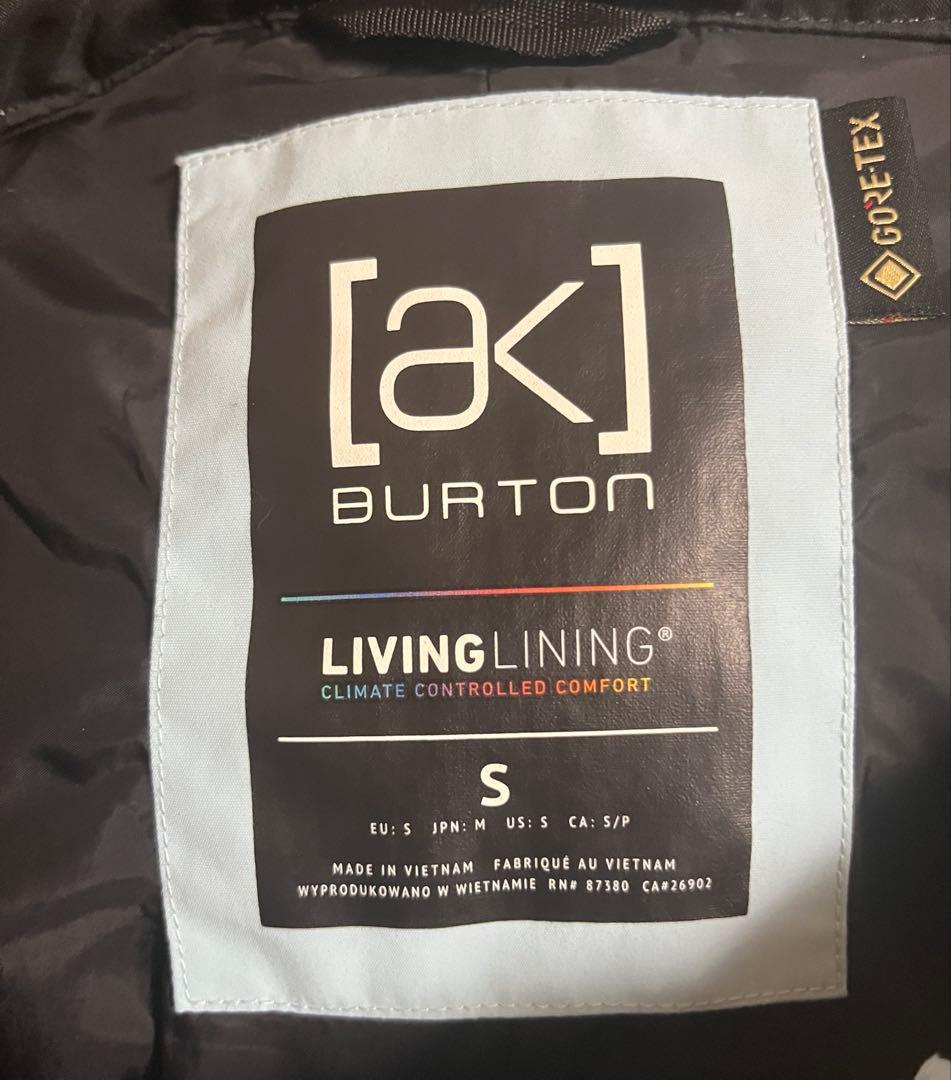 [ak]
BURTON
LIVINGLINING®
CLIMATE CONTROLLED COMFORT
S
EU: S JPN: M US: S CA: S/P
MADE IN VIETNAM FABRIQUÉ AU VIETNAM
WYPRODUKOWANO W WIETNAMIE RN# 87380 CA#26902
GORE-TEX